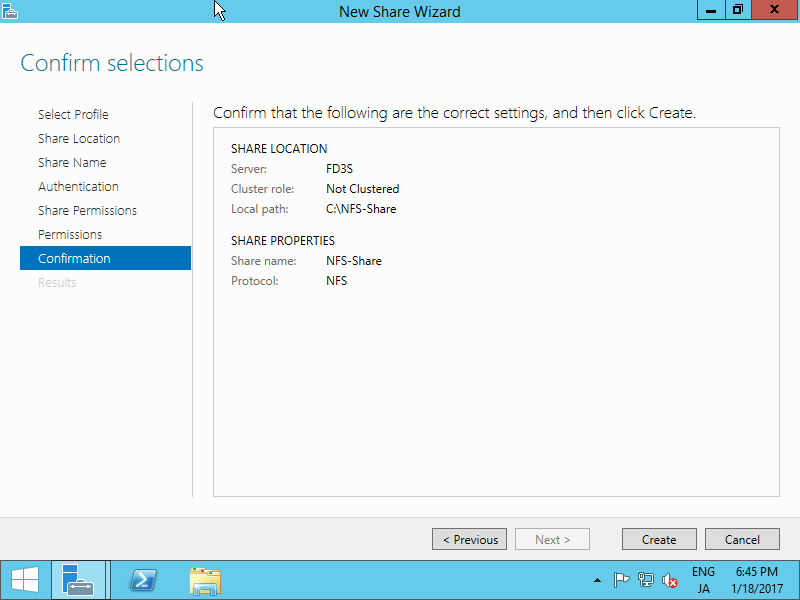 New Share Wizard
Confirm selections
Select Profile
Share Location
Share Name
Authentication
Share Permissions
Permissions
Confirmation
Results
Confirm that the following are the correct settings, and then click Create.
SHARE LOCATION
Server: FD3S
Cluster role: Not Clustered
Local path: C:\NFS-Share
SHARE PROPERTIES
Share name: NFS-Share
Protocol: NFS
< Previous
Next >
Create
Cancel
ENG
JA
6:45 PM
1/18/2017